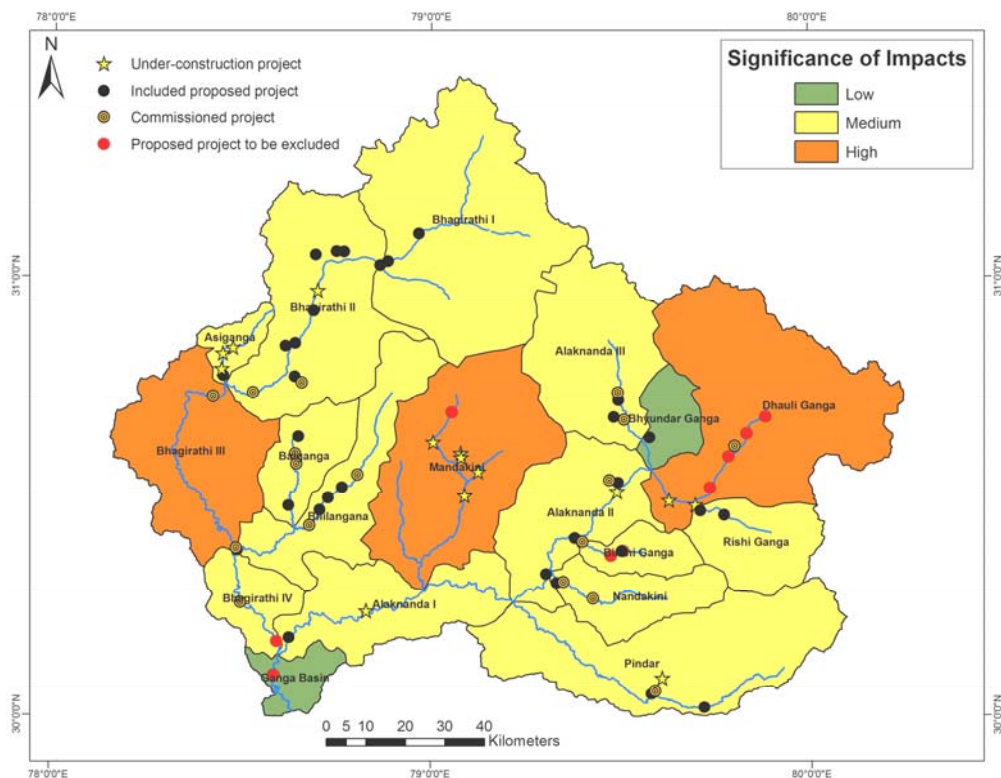 78°0'0"E
79°0'0"E
80°0'0"E
N
Under-construction project
Included proposed project
Commissioned project
Proposed project to be excluded
Significance of Impacts
Low
Medium
High
31°0'0"N
31°0'0"N
Bhagirathi I
Bhagirathi II
Asiganga
Alaknanda III
Dhauli Ganga
Bhyundar Ganga
Bhagirathi III
Balganga
Mandakini
Bhilangana
Alaknanda II
Rishi Ganga
Birahi Ganga
Nandakini
Bhagirathi IV
Alaknanda I
Pindar
Ganga Basin
30°0'0"N
30°0'0"N
0 5 10 20 30 40
Kilometers
78°0'0"E
79°0'0"E
80°0'0"E